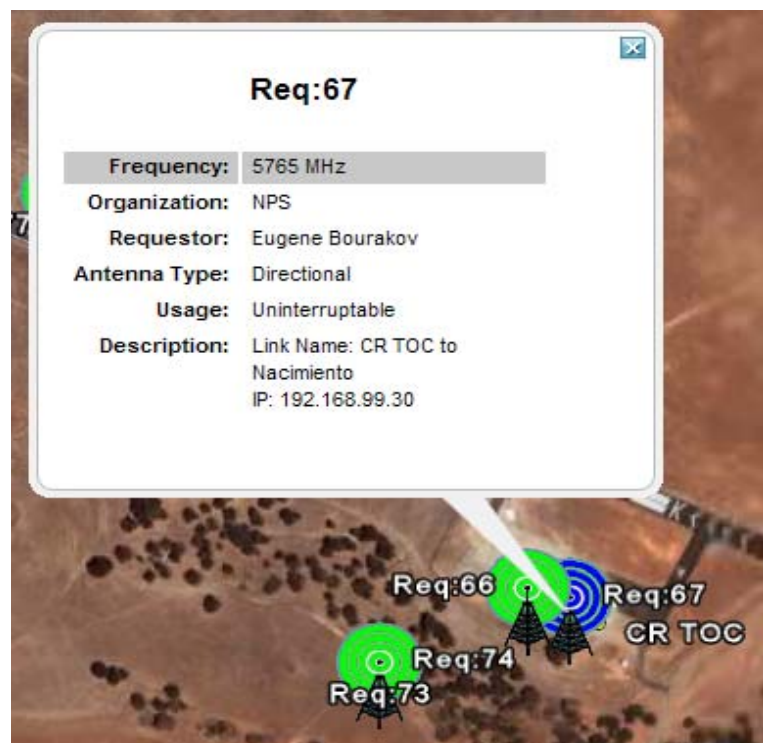 Req:67
Frequency: 5765 MHz
Organization: NPS
Requestor: Eugene Bourakov
Antenna Type: Directional
Usage: Uninterruptable
Description: Link Name: CR TOC to
Nacimiento
IP: 192.168.99.30
Req:66
Req:67
CR TOC
Req:74
Req:73